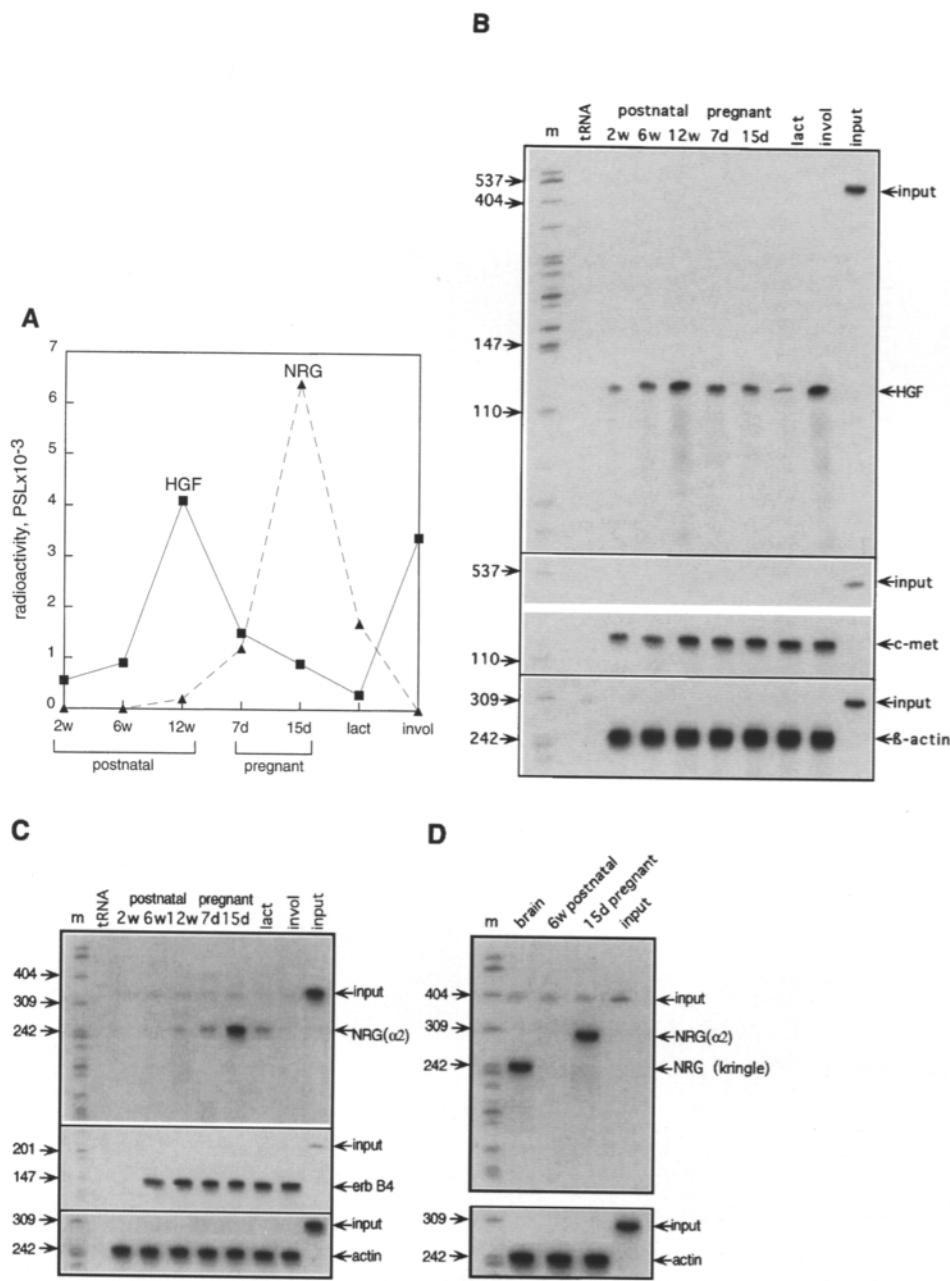 B
postnatal pregnant
m tRNA 2w 6w 12w 7d 15d lact invol input
537
404
input
147
HGF
110
537
input
c-met
110
309
input
242
ß-actin
A
7
6
5
4
3
2
1
0
radioactivity, PSLx10-3
HGF
NRG
2w 6w 12w 7d 15d lact invol
postnatal pregnant
C
postnatal pregnant
m tRNA 2w 6w 12w 7d 15d lact invol input
404
input
309
242
NRG(α2)
input
201
147
erb B4
309
input
242
actin
D
m brain 6w postnatal 15d pregnant input
404
input
309
NRG(α2)
242
NRG (kringle)
309
input
242
actin